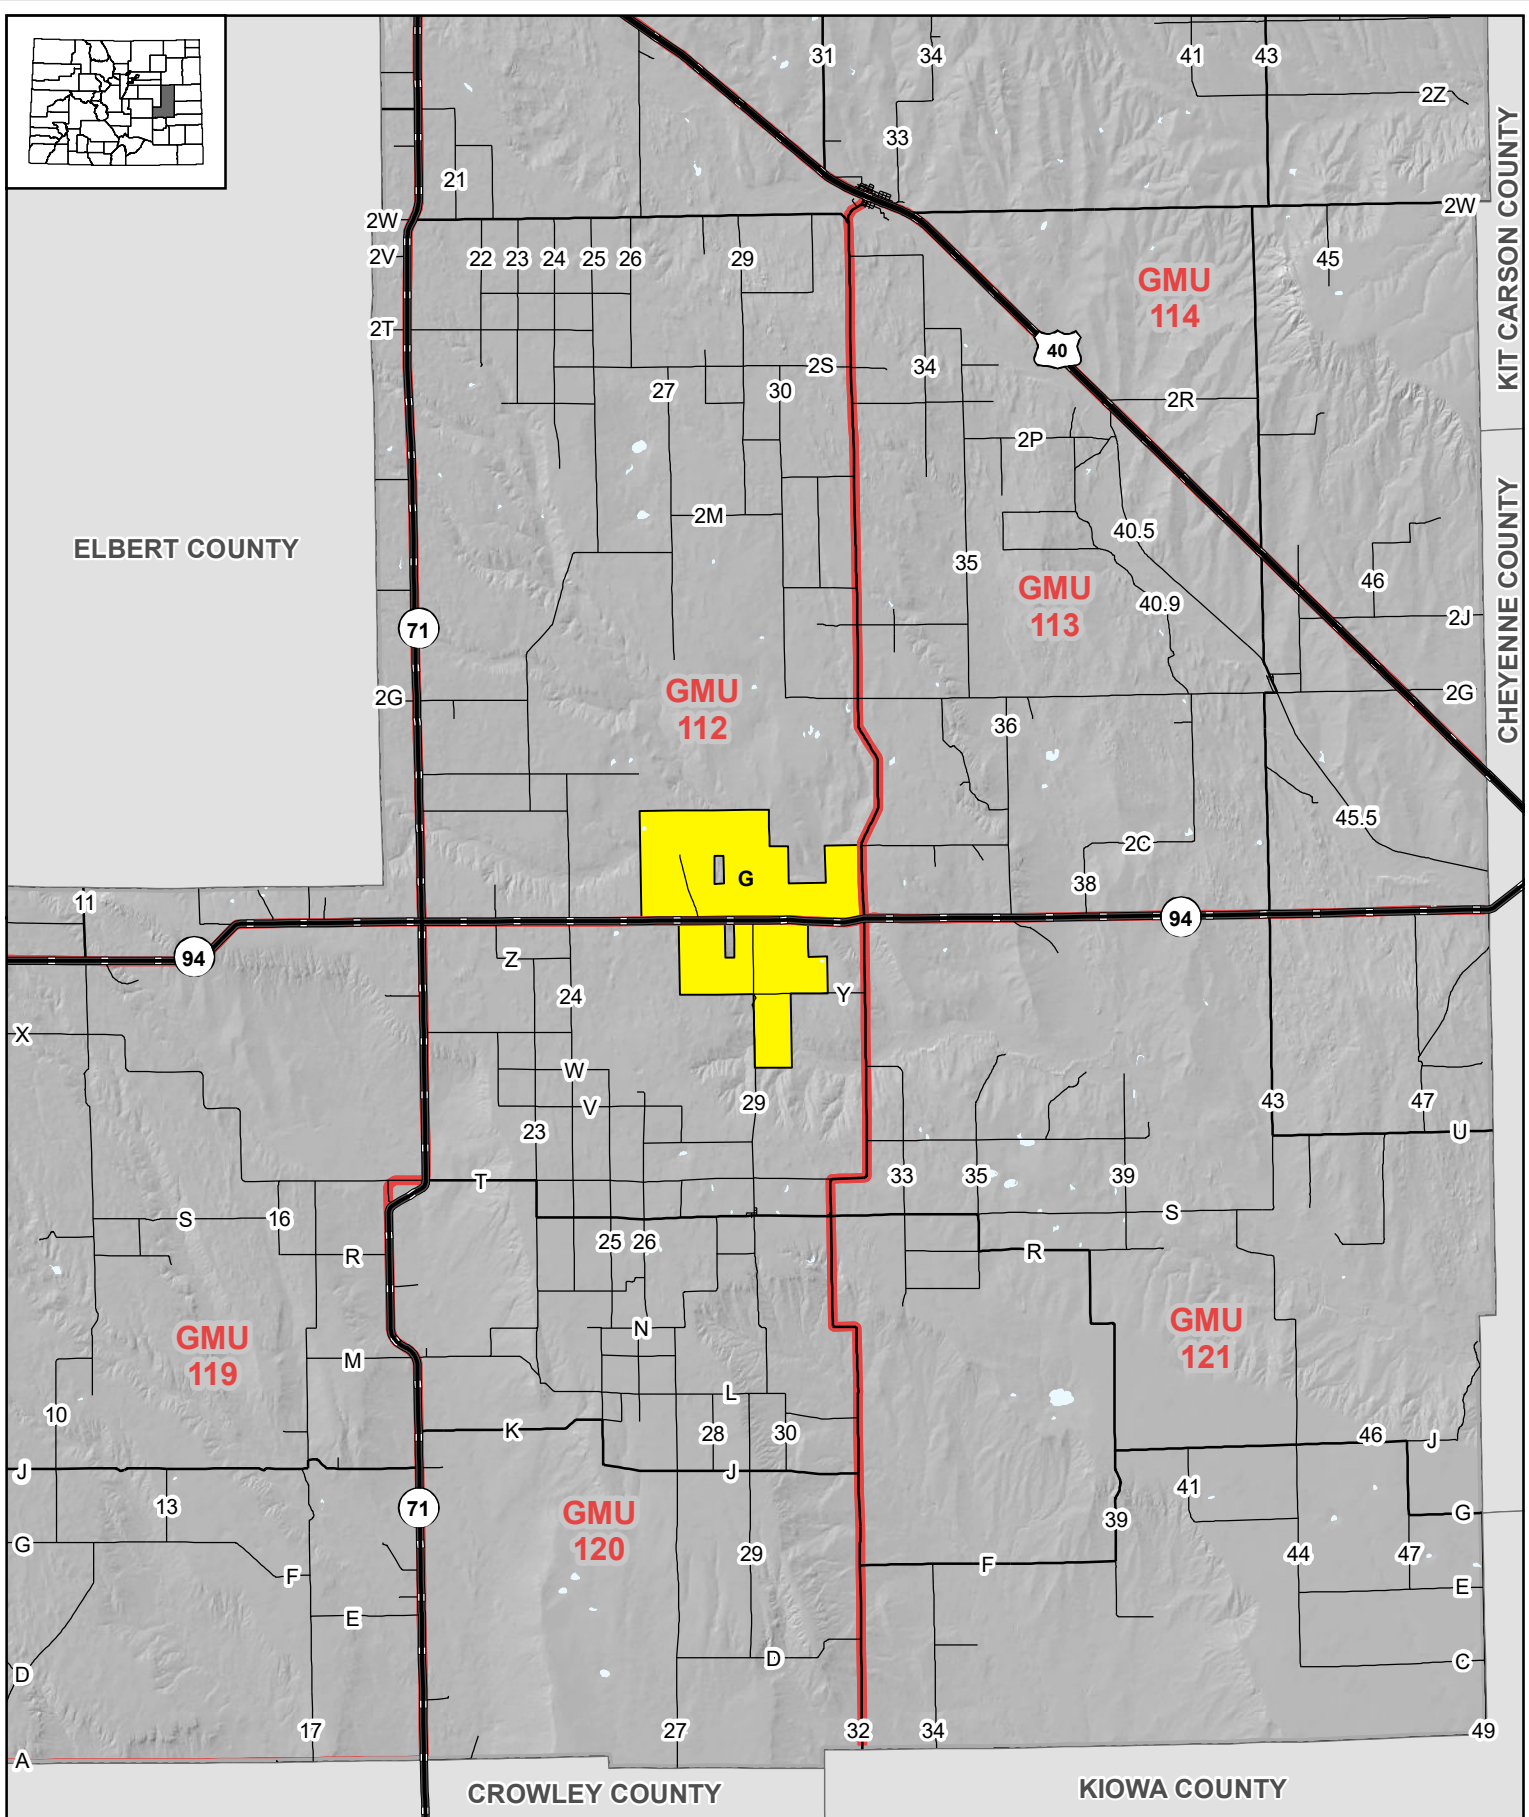 31
34
41
43
2Z
33
21
KIT CARSON COUNTY
2W
2W
2V
22
23
24
25
26
29
45
GMU
114
2T
40
2S
34
27
30
2R
2P
2M
40.5
ELBERT COUNTY
35
46
GMU
113
40.9
2J
71
CHEYENNE COUNTY
2G
GMU
112
2G
36
45.5
2C
G
38
11
94
94
Z
24
Y
X
W
V
29
43
47
23
U
T
33
35
39
S
16
S
25
26
R
R
N
GMU
119
GMU
121
M
L
10
K
28
30
46
J
J
J
41
13
71
GMU
120
39
G
G
29
44
47
F
F
E
E
D
D
C
17
27
32
34
49
A
CROWLEY COUNTY
KIOWA COUNTY